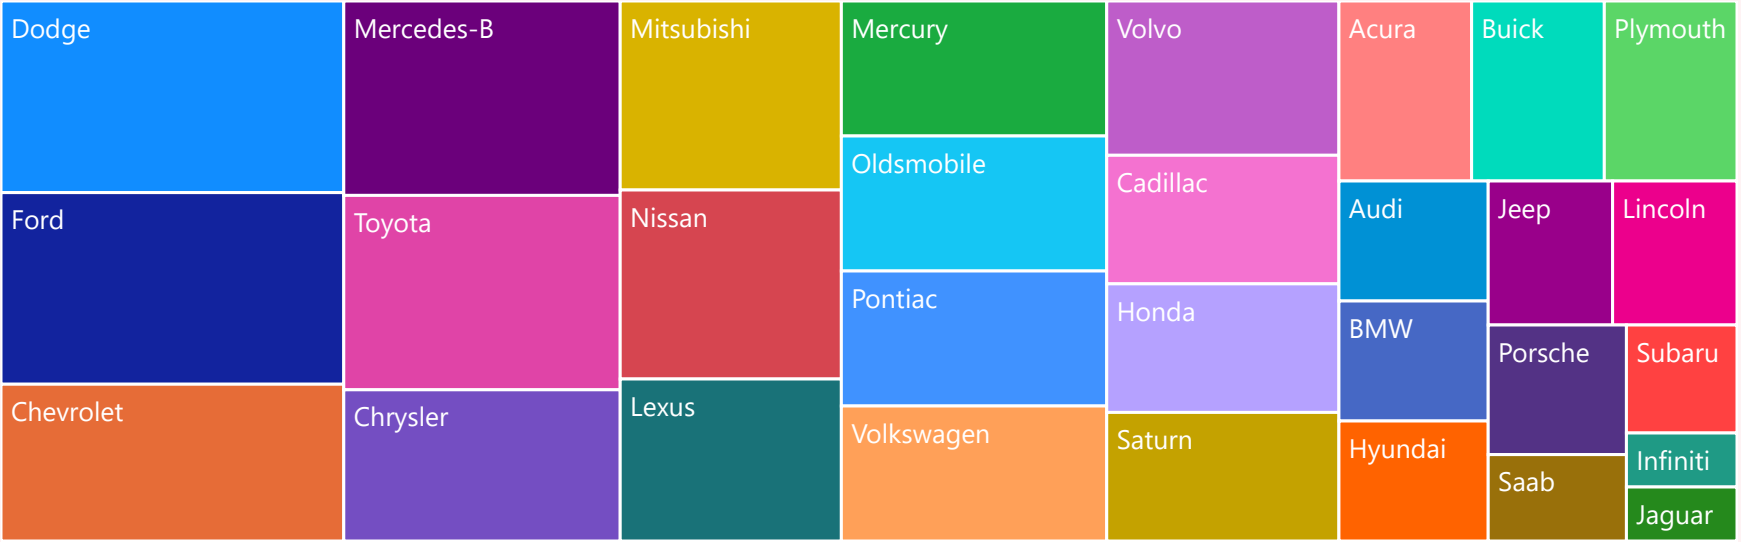 Dodge
Ford
Chevrolet
Mercedes-B
Toyota
Chrysler
Mitsubishi
Nissan
Lexus
Mercury
Oldsmobile
Pontiac
Volkswagen
Volvo
Cadillac
Honda
Saturn
Acura
Buick
Plymouth
Audi
BMW
Hyundai
Jeep
Lincoln
Porsche
Saab
Subaru
Infiniti
Jaguar